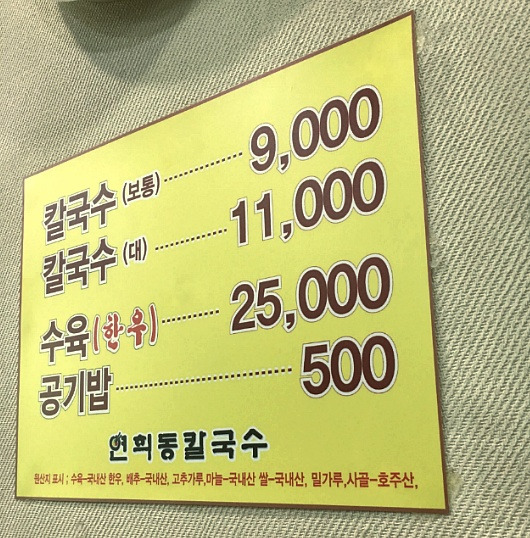 칼국수 (보통) ············ 9,000
칼국수 (대) ············ 11,000
수육(한우) ············ 25,000
공기밥 ························ 500
연희동칼국수
원산지 표시 ; 수육-국내산 한우, 배추-국내산, 고추가루,마늘-국내산 쌀-국내산, 밀가루,사골-호주산,